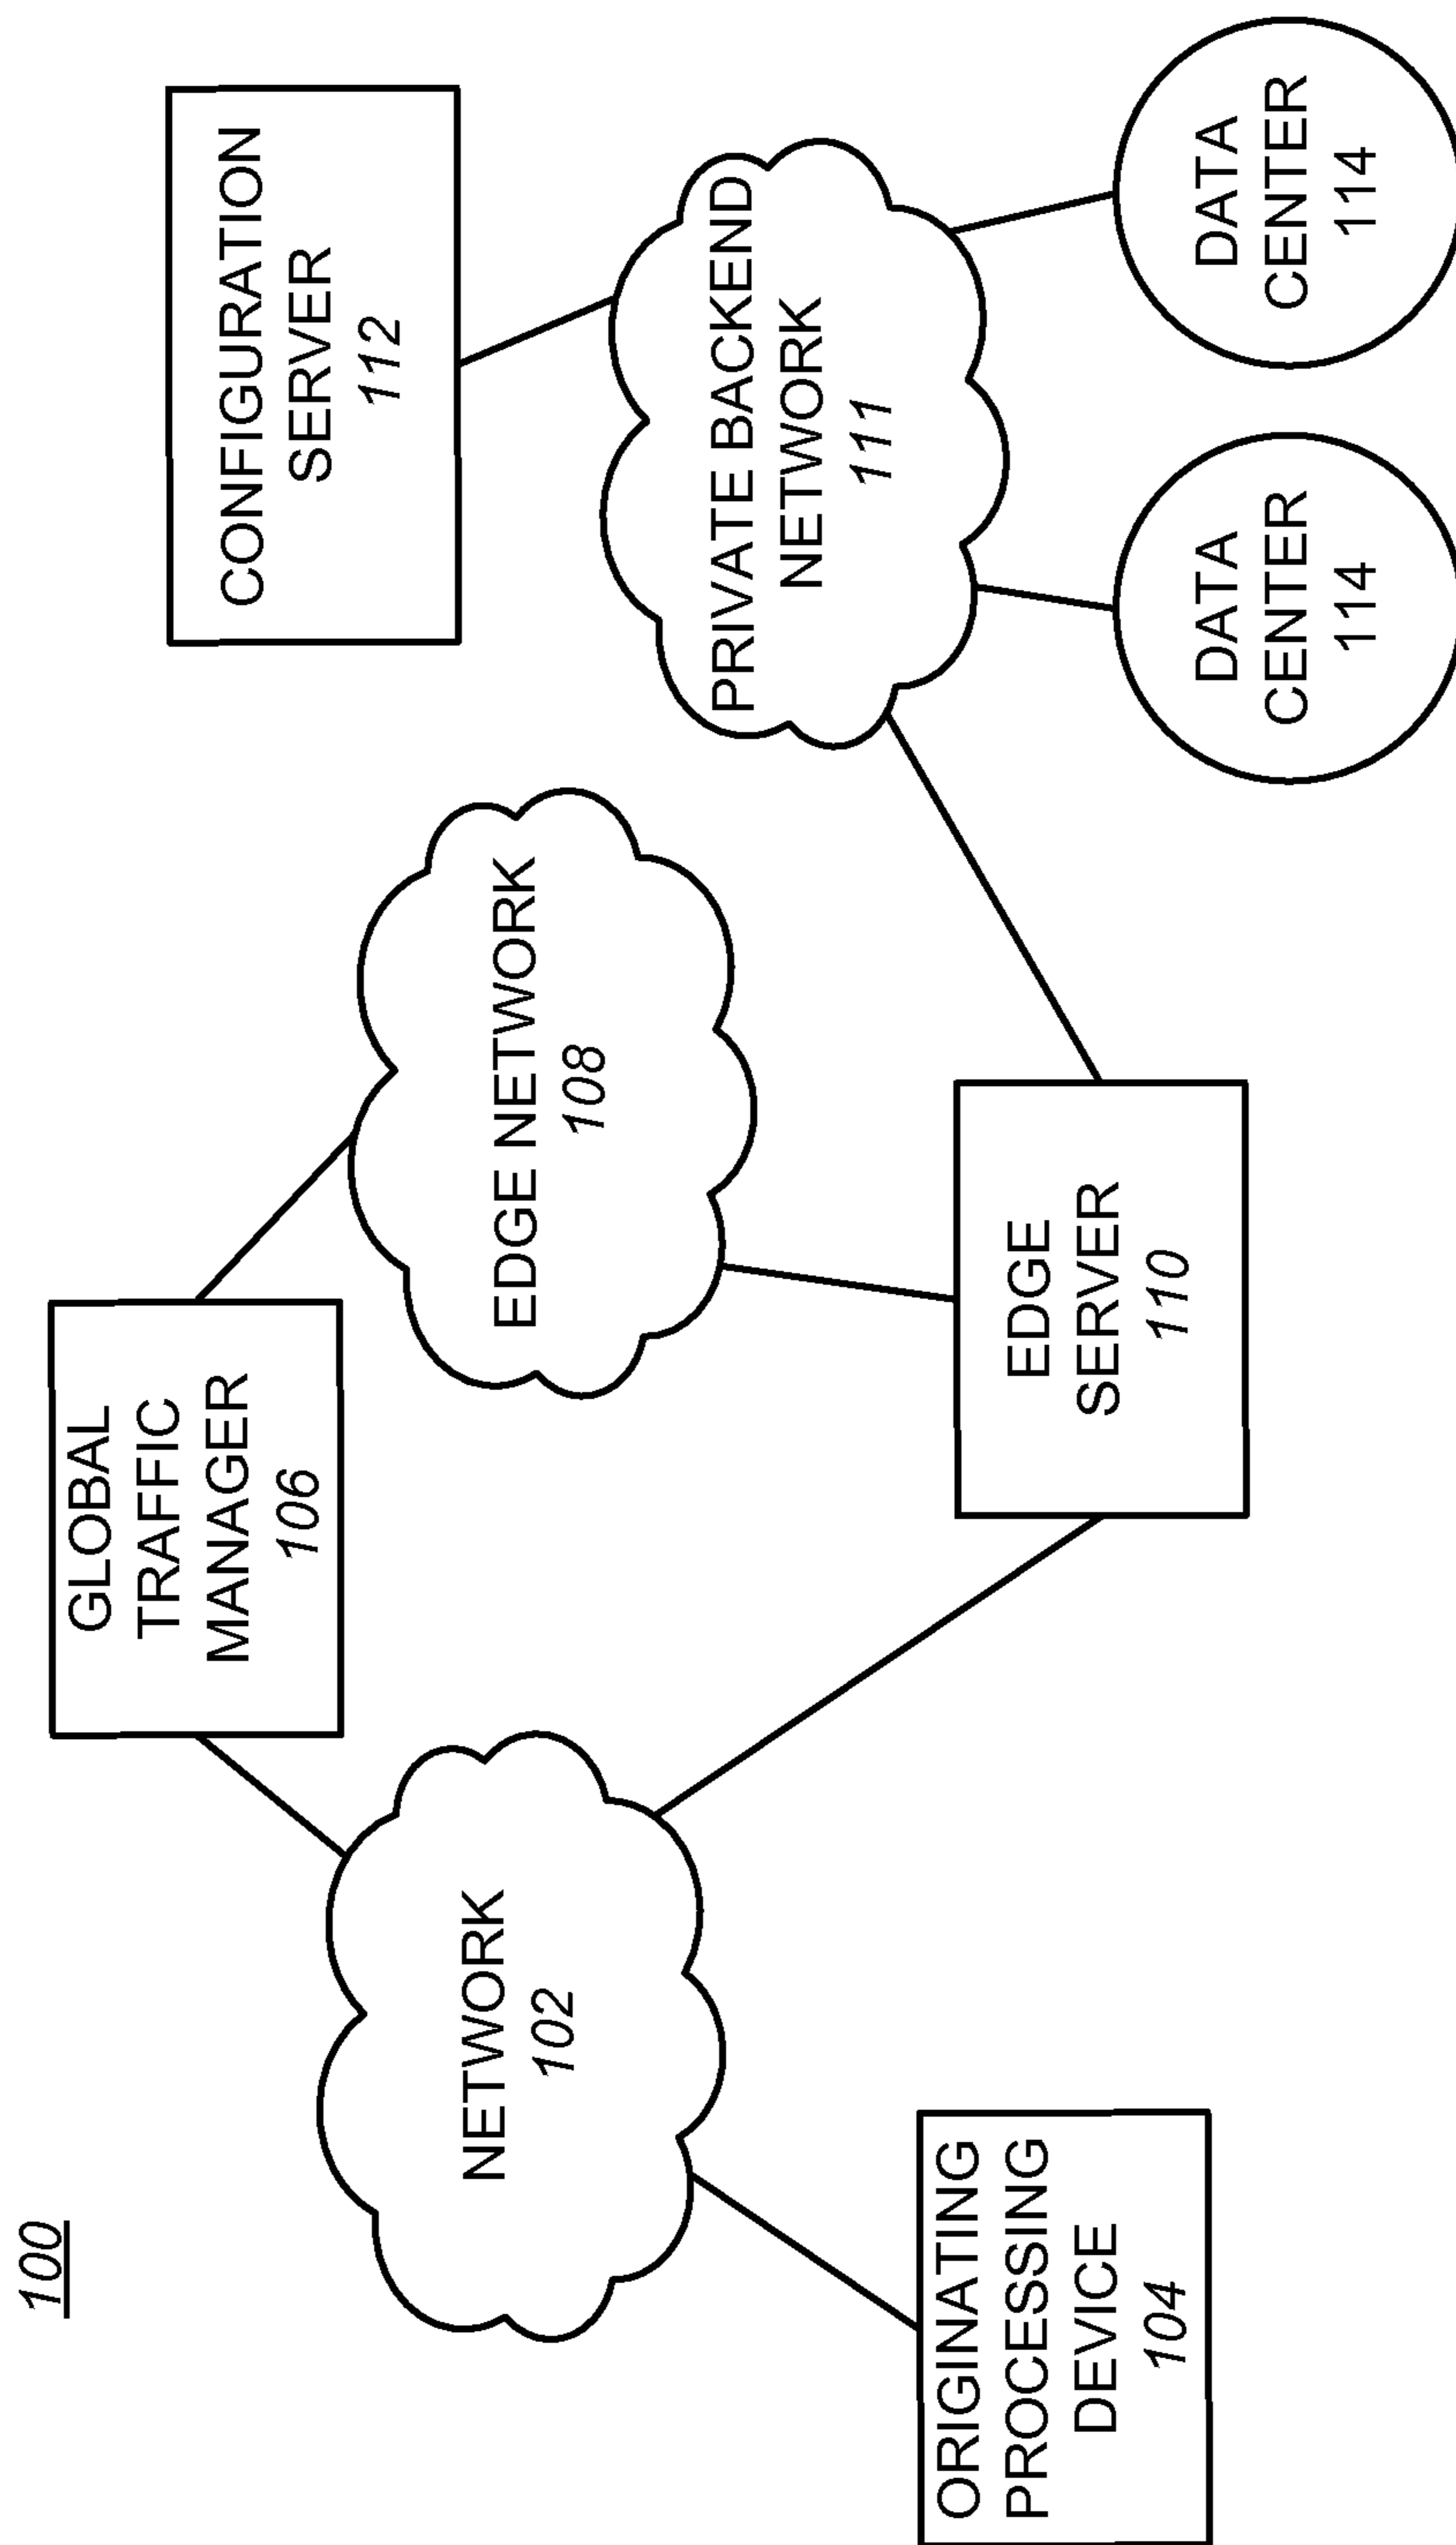 100
GLOBAL
TRAFFIC
MANAGER
106
CONFIGURATION
SERVER
112
NETWORK
102
EDGE NETWORK
108
PRIVATE BACKEND
NETWORK
111
ORIGINATING
PROCESSING
DEVICE
104
EDGE
SERVER
110
DATA
CENTER
114
DATA
CENTER
114